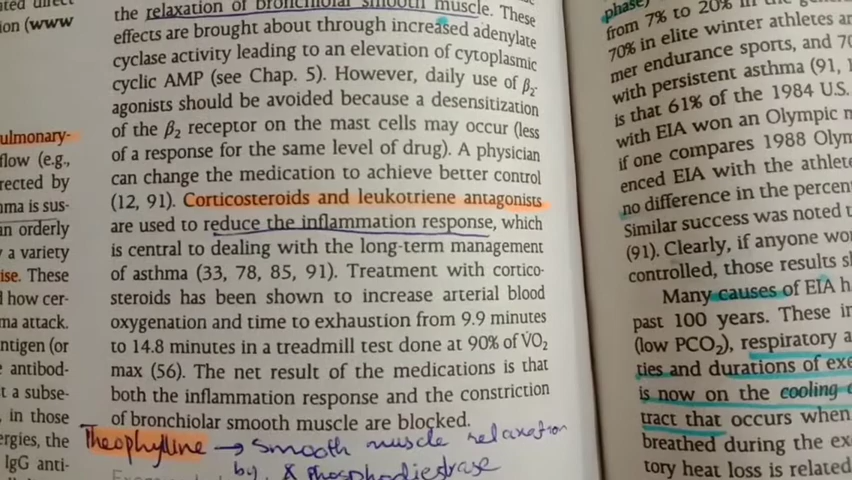 ion (www
ulmonary-
flow (e.g.,
rected by
ma is sus-
an orderly
y a variety
ise. These
d how cer-
ma attack.
ntigen (or
antibod-
t a subse-
, in those
ergies, the
IgG anti-
the relaxation of bronchiolar smooth muscle. These
effects are brought about through increased adenylate
cyclase activity leading to an elevation of cytoplasmic
cyclic AMP (see Chap. 5). However, daily use of β2-
agonists should be avoided because a desensitization
of the β2 receptor on the mast cells may occur (less
of a response for the same level of drug). A physician
can change the medication to achieve better control
(12, 91). Corticosteroids and leukotriene antagonists
are used to reduce the inflammation response, which
is central to dealing with the long-term management
of asthma (33, 78, 85, 91). Treatment with cortico-
steroids has been shown to increase arterial blood
oxygenation and time to exhaustion from 9.9 minutes
to 14.8 minutes in a treadmill test done at 90% of V̇O2
max (56). The net result of the medications is that
both the inflammation response and the constriction
of bronchiolar smooth muscle are blocked.
Theophylline → smooth muscle relaxation
by
phase)
from 7% to 20% in the gene
70% in elite winter athletes a
mer endurance sports, and 70
with persistent asthma (91, 1
is that 61% of the 1984 U.S.
with EIA won an Olympic m
if one compares 1988 Olym
enced EIA with the athlete
no difference in the percen
Similar success was noted t
(91). Clearly, if anyone wo
controlled, those results sh
Many causes of EIA ha
past 100 years. These in
(low PCO2), respiratory a
ties and durations of exe
is now on the cooling
tract that occurs when
breathed during the exe
tory heat loss is related